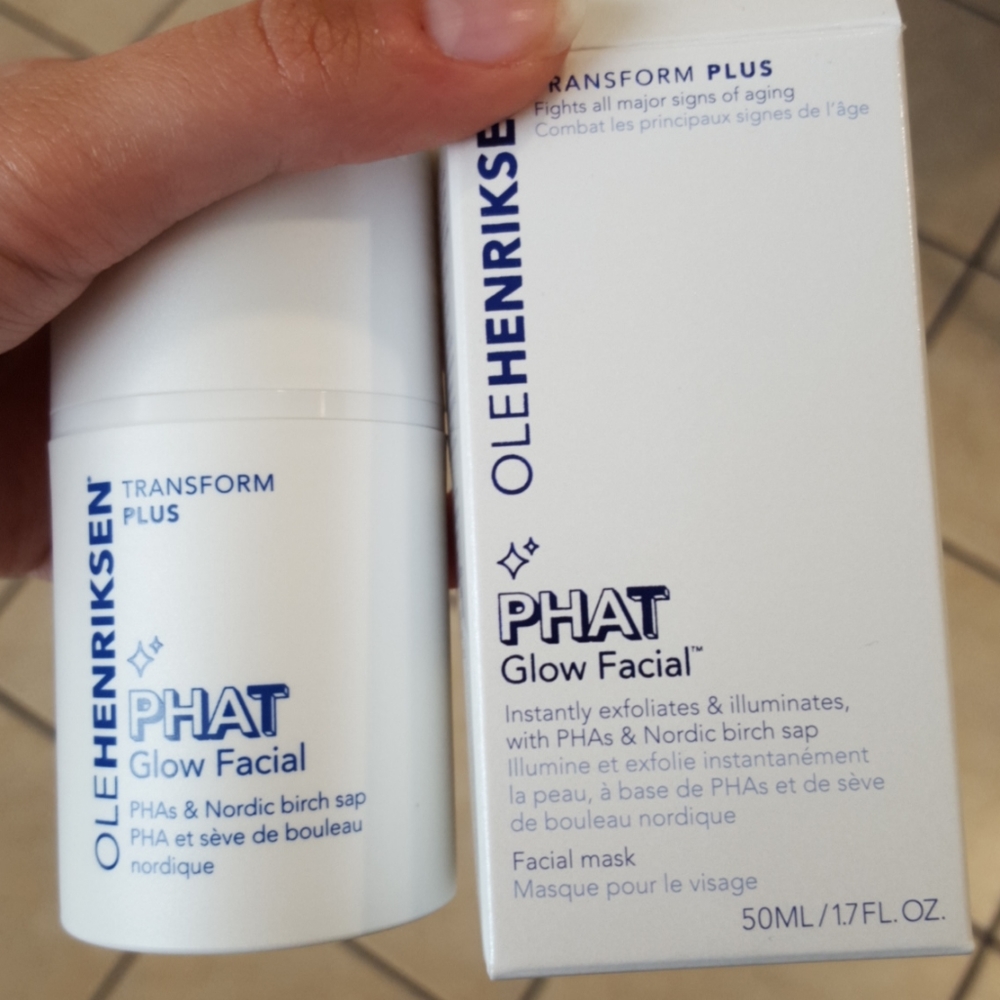 OLEHENRIKSEN
TRANSFORM
PLUS
PHAT
Glow Facial
PHAs & Nordic birch sap
PHA et sève de bouleau
nordique
RANSFORM PLUS
Fights all major signs of aging
Combat les principaux signes de l'âge
OLEHENRIKSE
PHAT
Glow Facial™
Instantly exfoliates & illuminates,
with PHAs & Nordic birch sap
Illumine et exfolie instantanément
la peau, à base de PHAs et de sève
de bouleau nordique
Facial mask
Masque pour le visage
50ML/1.7FL.OZ.